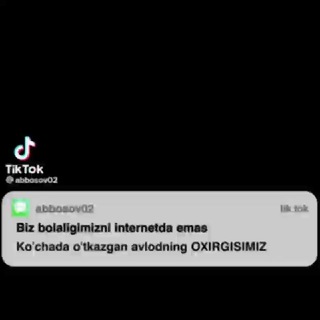 TikTok
@abbosov02
abbosov02 tik tok
Biz bolaligimizni internetda emas
Ko'chada o'tkazgan avlodning OXIRGISIMIZ